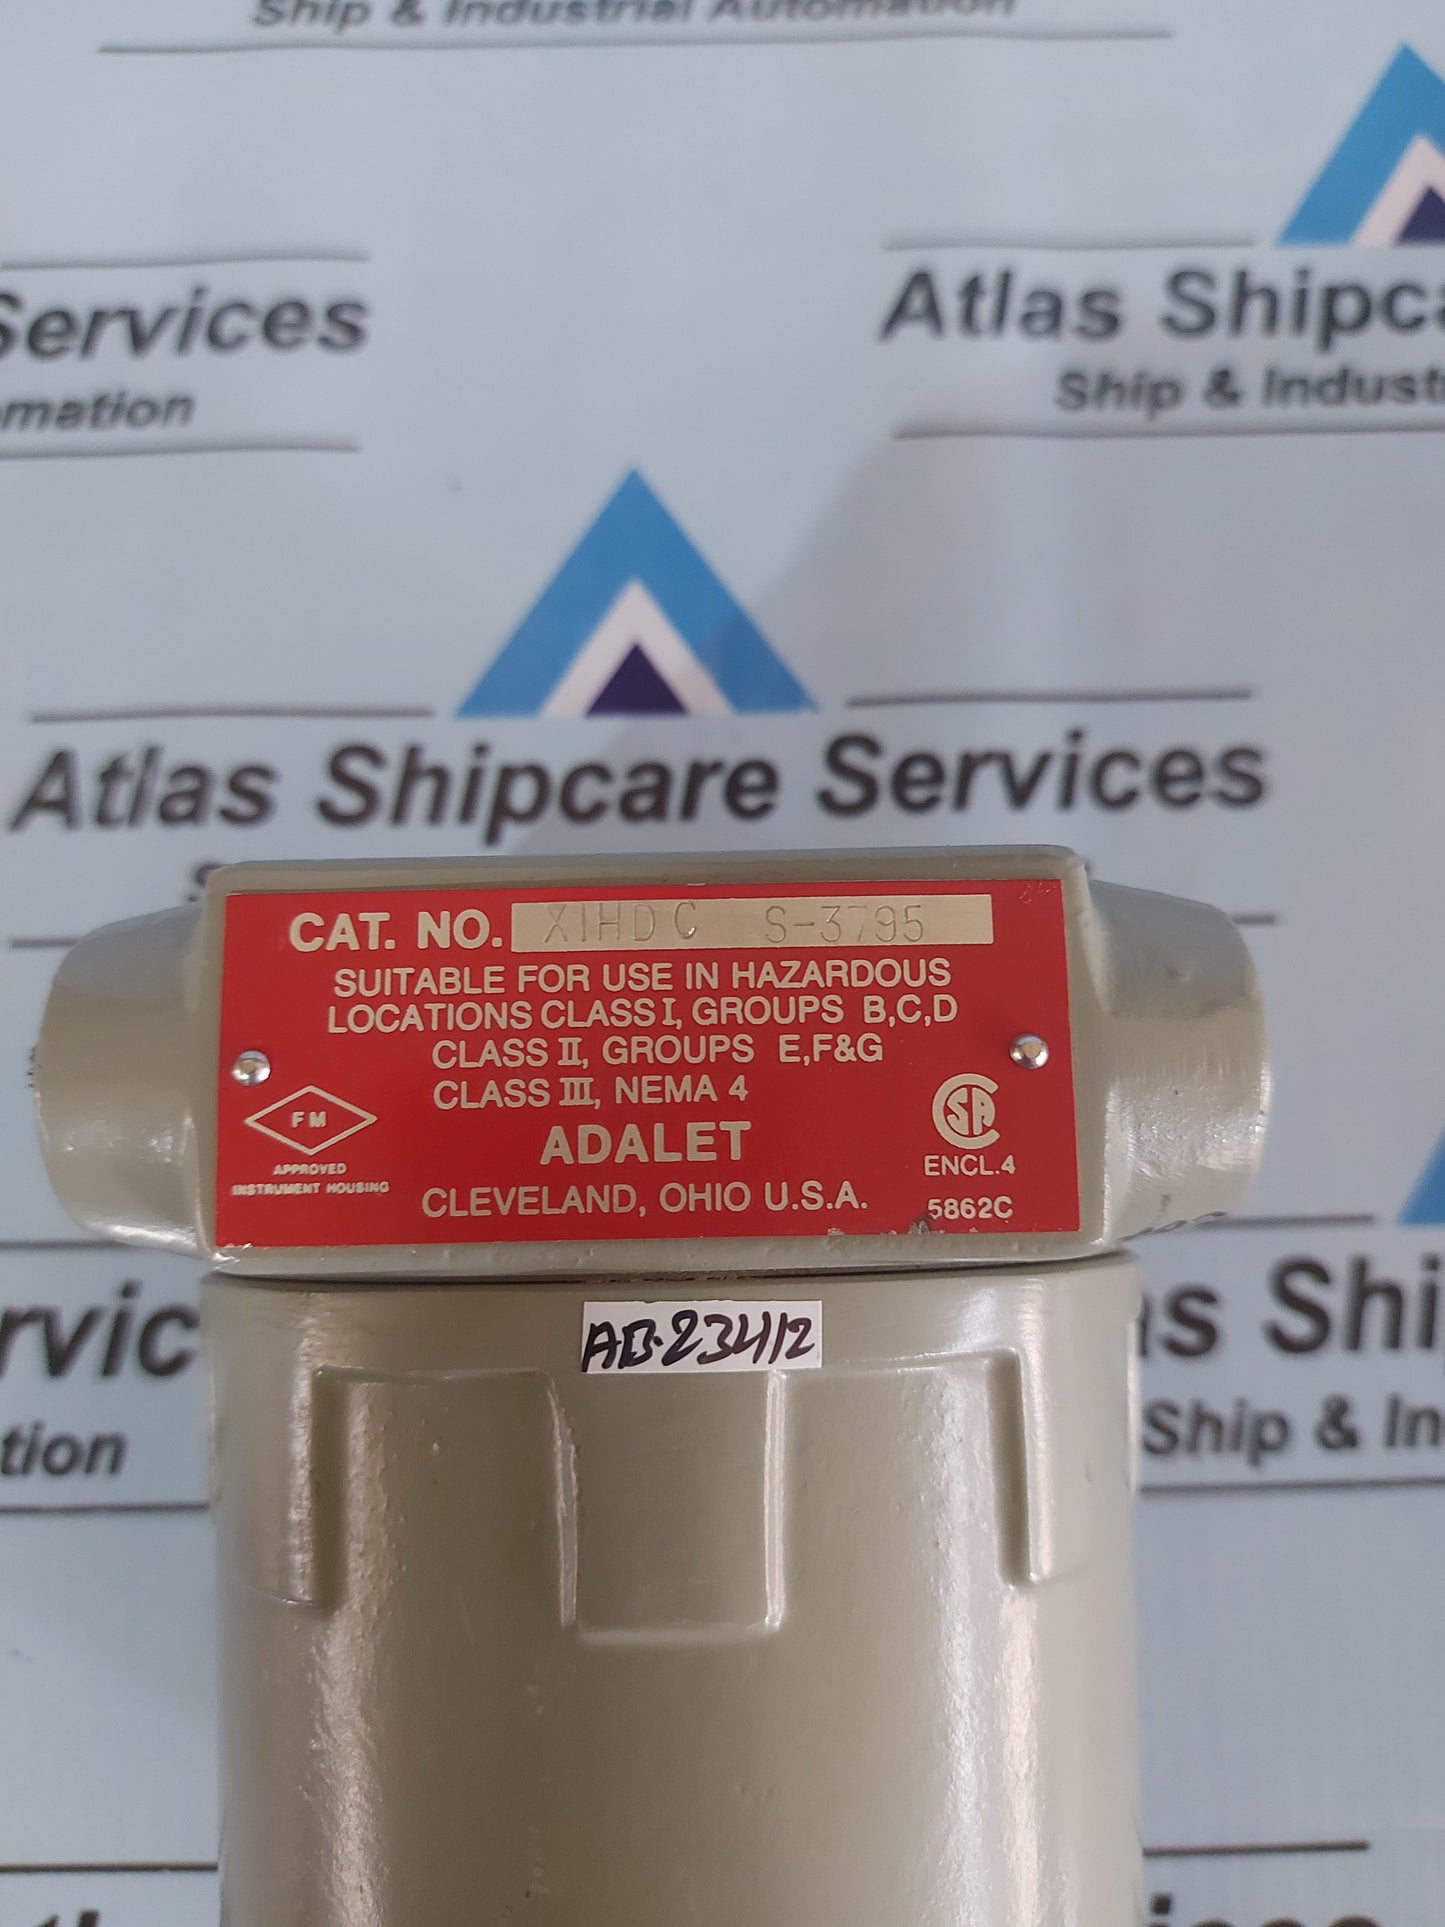 Ship & Industrial Automation
Services
mation
Atlas Shipca
Ship & Indust
Atlas Shipcare Services
CAT. NO. XIHDC S-3795
SUITABLE FOR USE IN HAZARDOUS
LOCATIONS CLASS I, GROUPS B,C,D
CLASS II, GROUPS E,F&G
CLASS III, NEMA 4
FM
APPROVED
INSTRUMENT HOUSING
ADALET
CLEVELAND, OHIO U.S.A.
CSA
ENCL.4
5862C
AB-23412
rvic
tion
as Shi
Ship & In